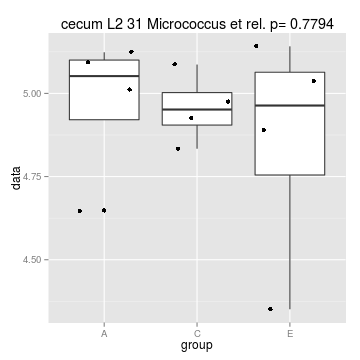 cecum L2 31 Micrococcus et rel. p= 0.7794
data
5.00
4.75
4.50
A C E
group